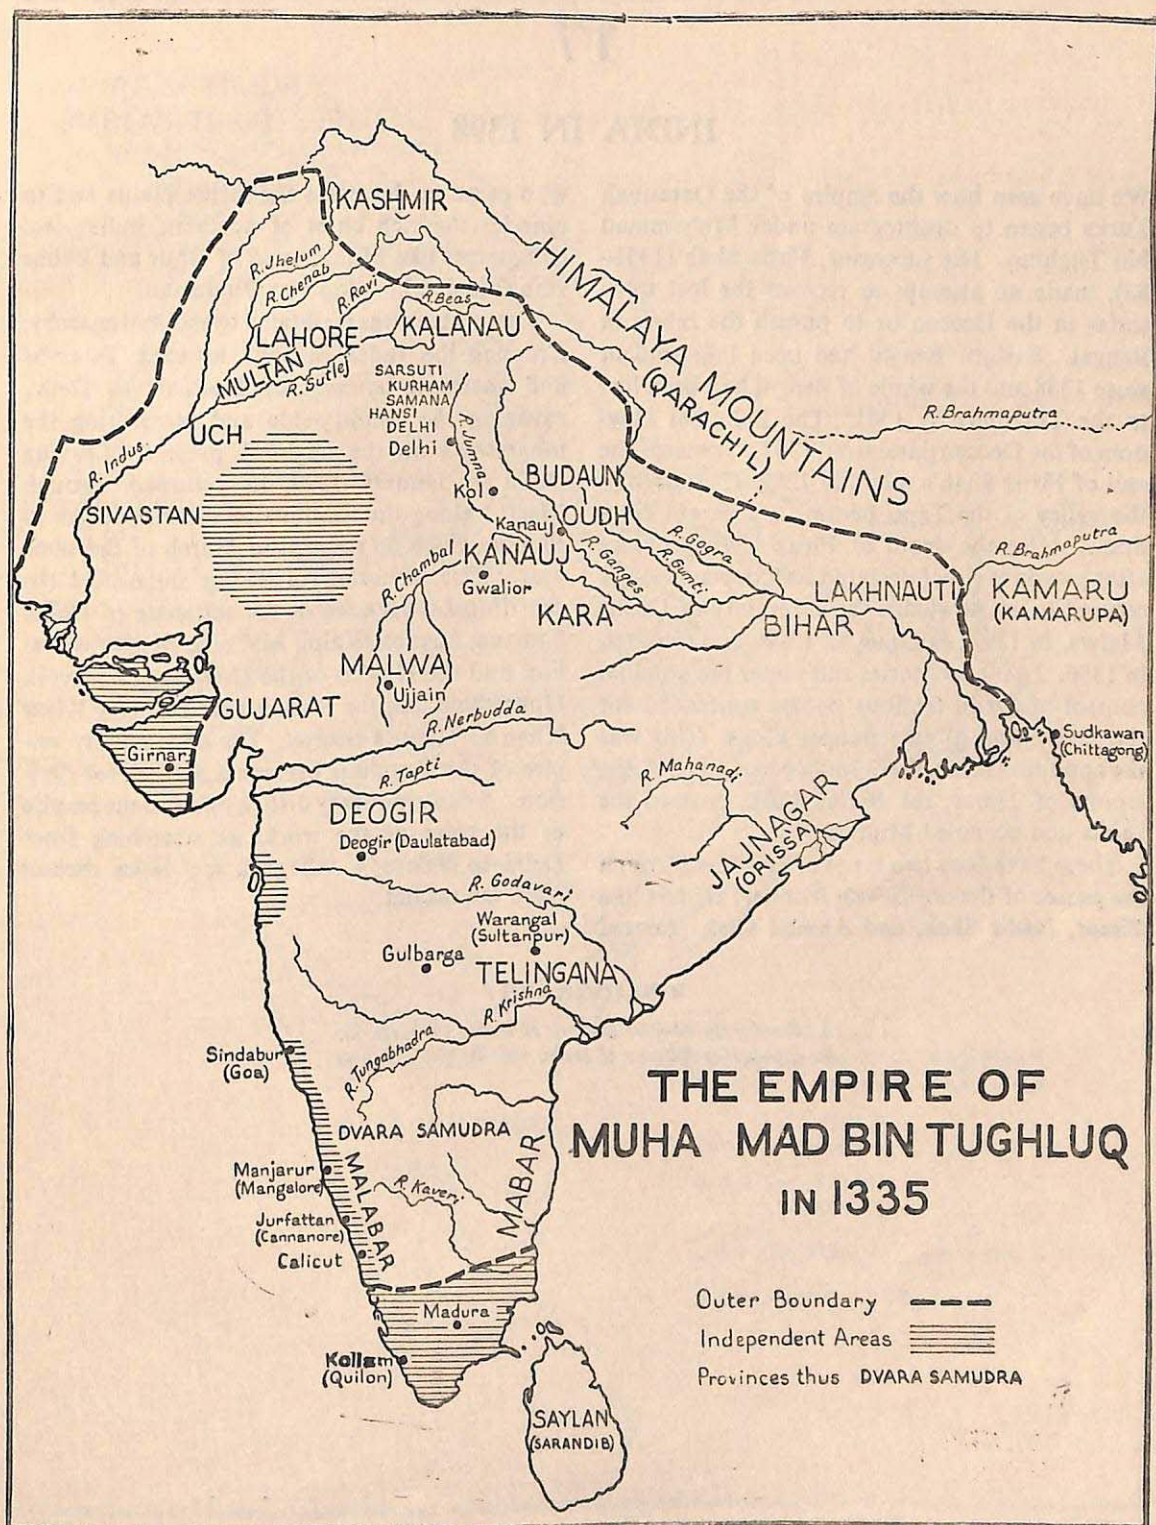 KASHMIR
HIMALAYA MOUNTAINS
(QARACHIL)
R. Jhelum
R. Chenab
R. Ravi
R. Beas
LAHORE
KALANAU
MULTAN
R. Sutlej
SARSUTI
KURHAM
SAMANA
HANSI
DELHI
Delhi
R. Jumna
R. Brahmaputra
UCH
R. Indus
SIVASTAN
Kol
BUDAUN
Kanauj
OUDH
KANAUJ
R. Gogra
R. Gumti
R. Ganges
R. Chambal
Gwalior
KARA
BIHAR
LAKHNAUTI
R. Brahmaputra
KAMARU
(KAMARUPA)
MALWA
Ujjain
GUJARAT
R. Nerbudda
Girnar
R. Tapti
Sudkawan
(Chittagong)
DEOGIR
Deogir (Daulatabad)
R. Mahanadi
JAJNAGAR
(ORISSA)
R. Godavari
Warangal
(Sultanpur)
Gulbarga
TELINGANA
R. Krishna
Sindabur
(Goa)
R. Tungabhadra
DVARA SAMUDRA
MABAR
Manjarur
(Mangalore)
MALABAR
R. Kaveri
Jurfattan
(Cannanore)
Calicut
Madura
Kollam
(Quilon)
SAYLAN
(SARANDIB)
THE EMPIRE OF
MUHA MAD BIN TUGHLUQ
IN 1335
Outer Boundary
Independent Areas
Provinces thus DVARA SAMUDRA